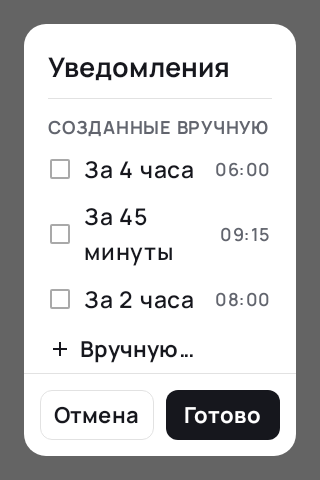 Уведомления
СОЗДАННЫЕ ВРУЧНУЮ
За 4 часа 06:00
За 45
минуты 09:15
За 2 часа 08:00
+ Вручную...
Отмена Готово